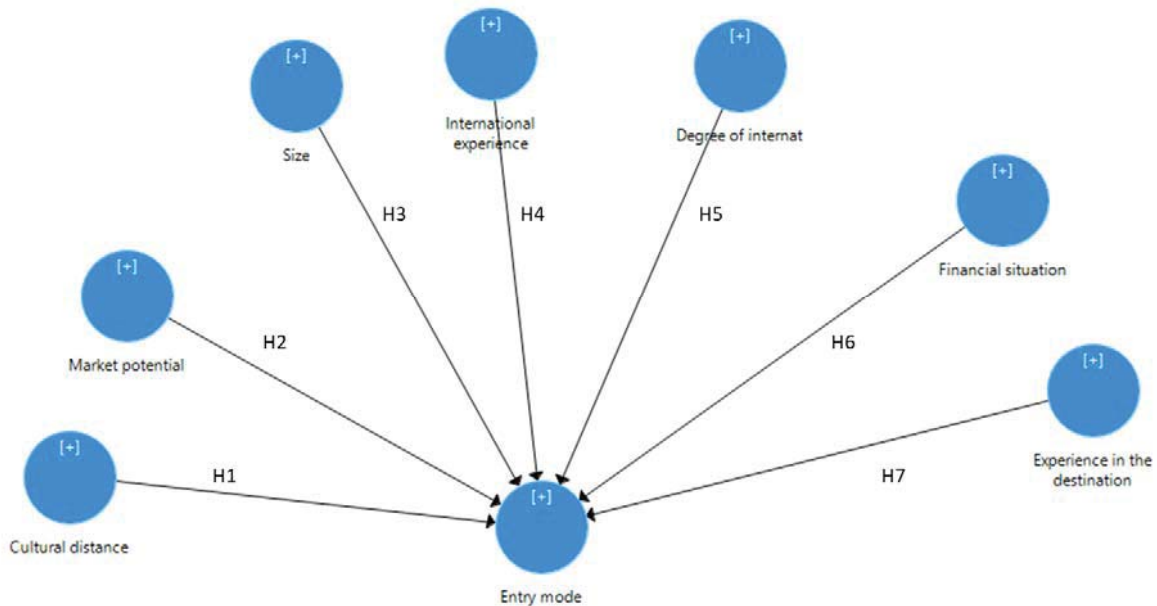 [+]
International
experience
[+]
Degree of internat
[+]
Size
H3
H4
H5
[+]
Financial situation
[+]
Market potential
H2
H6
[+]
Experience in the
destination
[+]
Cultural distance
H1
H7
[+]
Entry mode